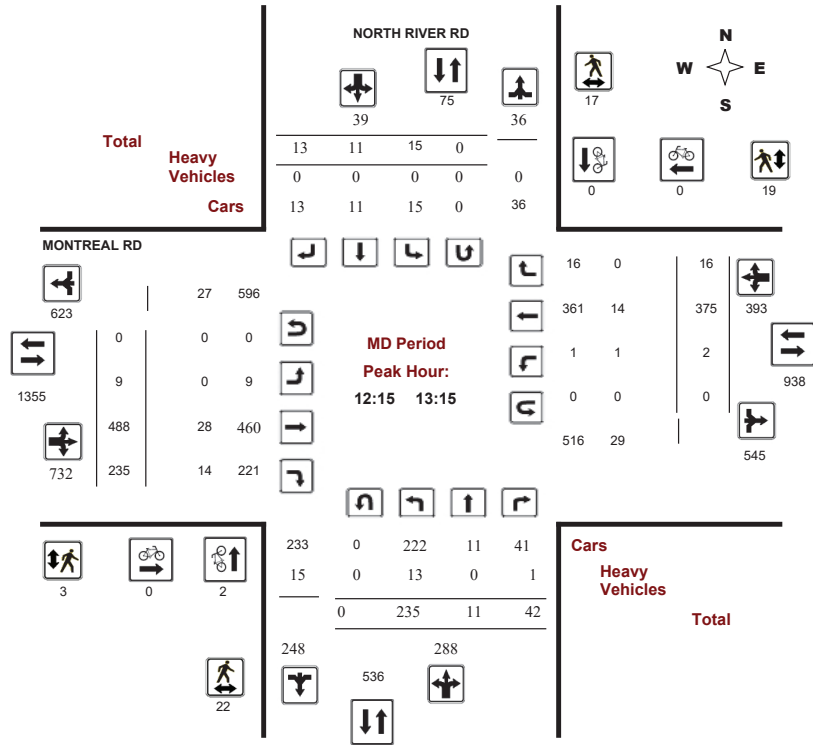 NORTH RIVER RD
N
W E
S
39 75 36 17
Total 13 11 15 0
Heavy
Vehicles 0 0 0 0 0
Cars 13 11 15 0 36
0 0 19
MONTREAL RD
623 27 596
0 0 0
1355 9 0 9
488 28 460
732 235 14 221
MD Period
Peak Hour:
12:15 13:15
16 0 16
361 14 375 393
1 1 2
938
0 0 0
516 29 545
3 0 2
22
233 0 222 11 41 Cars
15 0 13 0 1 Heavy
Vehicles
0 235 11 42 Total
248 288
536